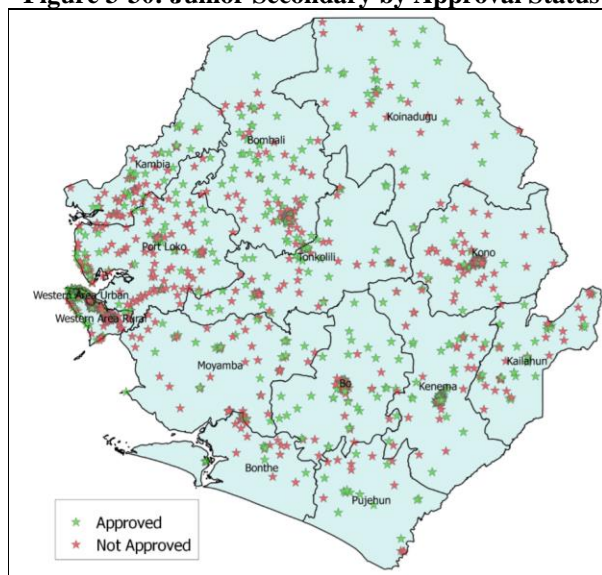 Figure 3-30: Junior Secondary by Approval Status
Koinadugu
Bombali
Kambia
Port Loko
Tonkolili
Kono
Western Area Urban
Western Area Rural
Moyamba
Bo
Kenema
Kailahun
Bonthe
Pujehun
Approved
Not Approved